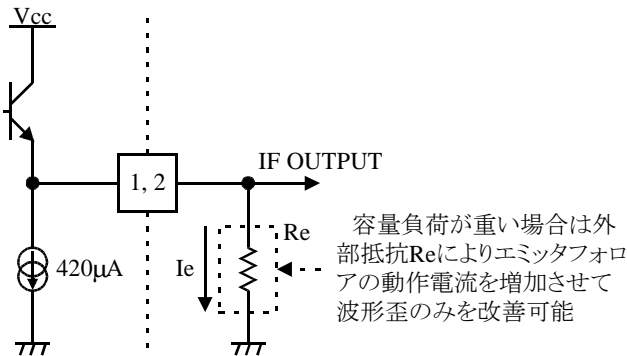 Vcc
1, 2
IF OUTPUT
420μA
Ie
Re
容量負荷が重い場合は外
部抵抗Reによりエミッタフォロ
アの動作電流を増加させて
波形歪のみを改善可能